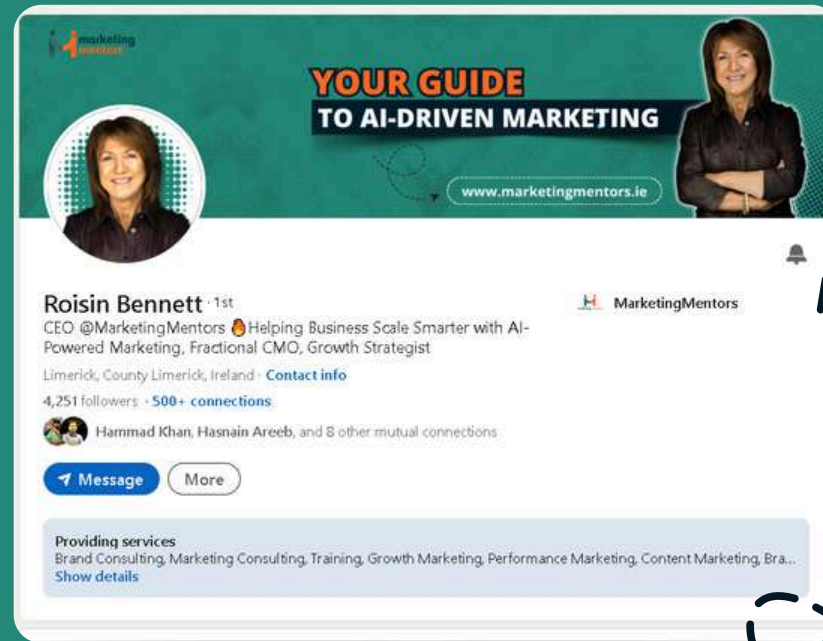 marketing
mentors
YOUR GUIDE
TO AI-DRIVEN MARKETING
www.marketingmentors.ie
Roisin Bennett · 1st
MarketingMentors
CEO @MarketingMentors 🔥Helping Business Scale Smarter with AI-
Powered Marketing, Fractional CMO, Growth Strategist
Limerick, County Limerick, Ireland · Contact info
4,251 followers · 500+ connections
Hammad Khan, Hasnain Areeb, and 8 other mutual connections
Message
More
Providing services
Brand Consulting, Marketing Consulting, Training, Growth Marketing, Performance Marketing, Content Marketing, Bra...
Show details